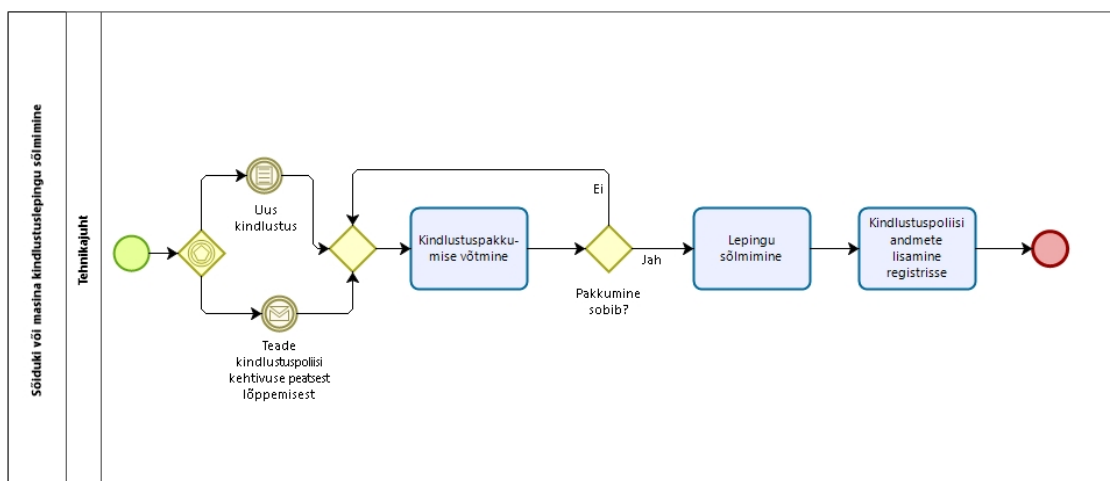 Sõiduki või masina kindlustuslepingu sõlmimine
Tehnikajuht
Uus
kindlustus
Teade
kindlustuspoliisi
kehtivuse peatsest
lõppemisest
Kindlustuspakku-
mise võtmine
Ei
Jah
Pakkumine
sobib?
Lepingu
sõlmimine
Kindlustuspoliisi
andmete
lisamine
registrisse